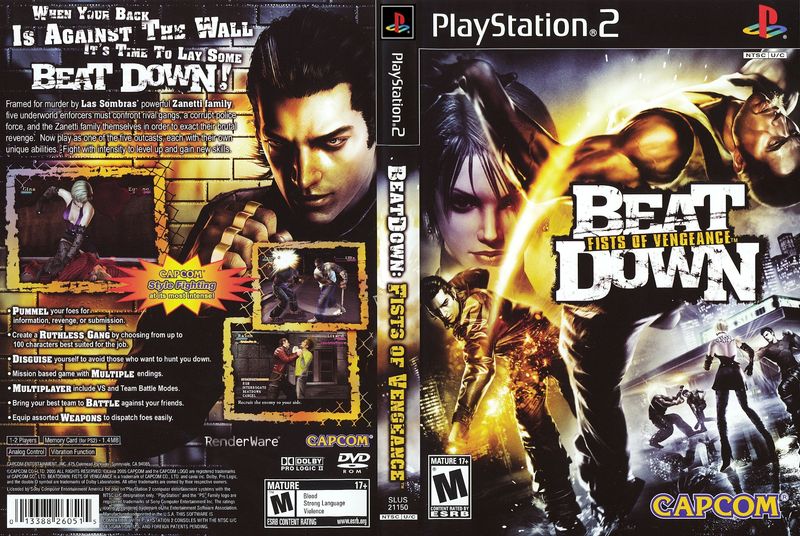 WHEN YOUR BACK
IS AGAINST THE WALL
IT'S TIME TO LAY SOME
BEAT DOWN!
Framed for murder by Las Sombras' powerful Zanetti family
five underworld enforcers must confront rival gangs, a corrupt police
force, and the Zanetti family themselves in order to exact their brutal
revenge. Now play as one of the five outcasts, each with their own
unique abilities. Fight with intensity to level up and gain new skills.
CAPCOM
Style Fighting
at its most intense!
• PUMMEL your foes for
information, revenge, or submission.
• Create a RUTHLESS GANG by choosing from up to
100 characters best suited for the job.
• DISGUISE yourself to avoid those who want to hunt you down.
• Mission based game with MULTIPLE endings.
• MULTIPLAYER include VS and Team Battle Modes.
• Bring your best team to BATTLE against your friends.
• Equip assorted WEAPONS to dispatch foes easily.
Recruit the enemy to your side.
1-2 Players
Memory Card (for PS2) - 1.4MB
Analog Control
Vibration Function
RenderWare
CAPCOM
DOLBY
PRO LOGIC II
DVD
ROM
0 13388 26051 5
MATURE 17+
M
CONTENT RATED BY
ESRB
Blood
Strong Language
Violence
ESRB CONTENT RATING
www.esrb.org
PlayStation.2
BEATDOWN: FISTS OF VENGEANCE
SLUS
21150
NTSC U/C
PlayStation.2
NTSC U/C
BEAT
FISTS OF VENGEANCE™
DOWN
MATURE 17+
M
CONTENT RATED BY
ESRB
CAPCOM